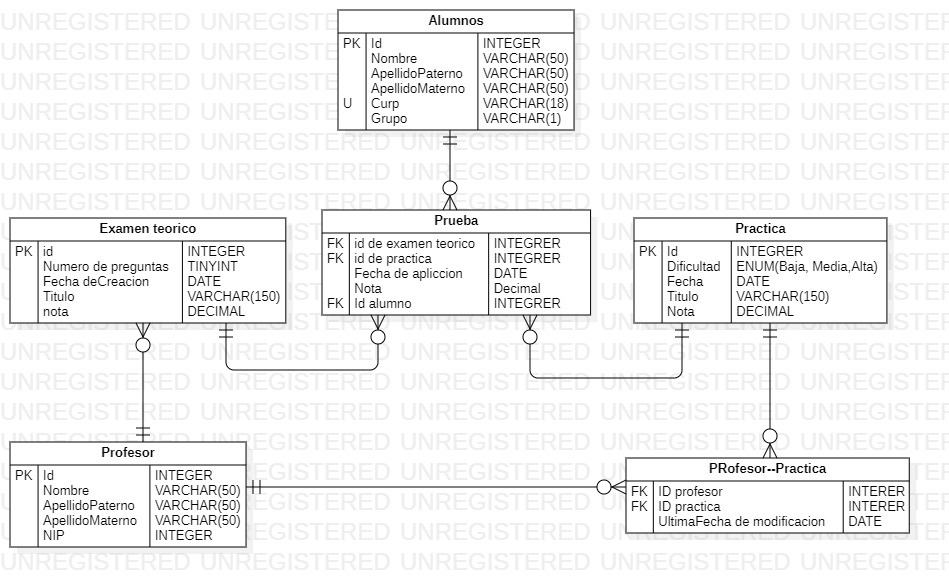 UNREGISTERED UNREGISTERED UNREGISTERED UNREGISTERED UNREGISTERED
Alumnos
PK Id INTEGER
Nombre VARCHAR(50)
ApellidoPaterno VARCHAR(50)
ApellidoMaterno VARCHAR(50)
U Curp VARCHAR(18)
Grupo VARCHAR(1)
Examen teorico
PK id INTEGER
Numero de preguntas TINYINT
Fecha deCreacion DATE
Titulo VARCHAR(150)
nota DECIMAL
Prueba
FK id de examen teorico INTEGRER
FK id de practica INTEGRER
Fecha de apliccion DATE
Nota Decimal
FK Id alumno INTEGRER
Practica
PK Id INTEGRER
Dificultad ENUM(Baja, Media,Alta)
Fecha DATE
Titulo VARCHAR(150)
Nota DECIMAL
Profesor
PK Id INTEGER
Nombre VARCHAR(50)
ApellidoPaterno VARCHAR(50)
ApellidoMaterno VARCHAR(50)
NIP INTEGER
PRofesor--Practica
FK ID profesor INTERER
FK ID practica INTERER
UltimaFecha de modificacion DATE